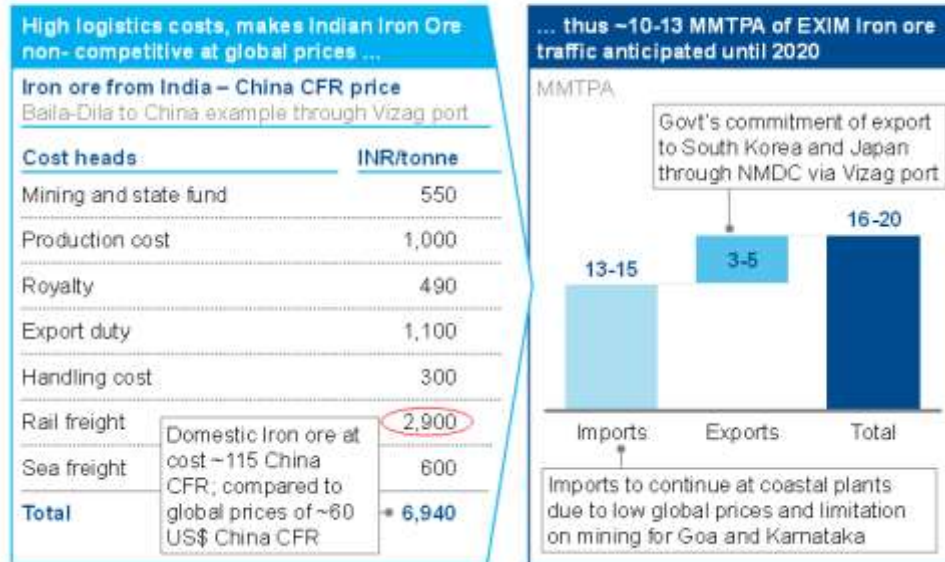 High logistics costs, makes Indian Iron Ore
non- competitive at global prices ...
Iron ore from India – China CFR price
Baila-Dila to China example through Vizag port
Cost heads INR/tonne
Mining and state fund 550
Production cost 1,000
Royalty 490
Export duty 1,100
Handling cost 300
Rail freight 2,900
Sea freight 600
Total 6,940
Domestic Iron ore at
cost ~115 China
CFR; compared to
global prices of ~60
US$ China CFR
... thus ~10-13 MMTPA of EXIM Iron ore
traffic anticipated until 2020
MMTPA
Govt's commitment of export
to South Korea and Japan
through NMDC via Vizag port
16-20
13-15
3-5
Imports Exports Total
Imports to continue at coastal plants
due to low global prices and limitation
on mining for Goa and Karnataka